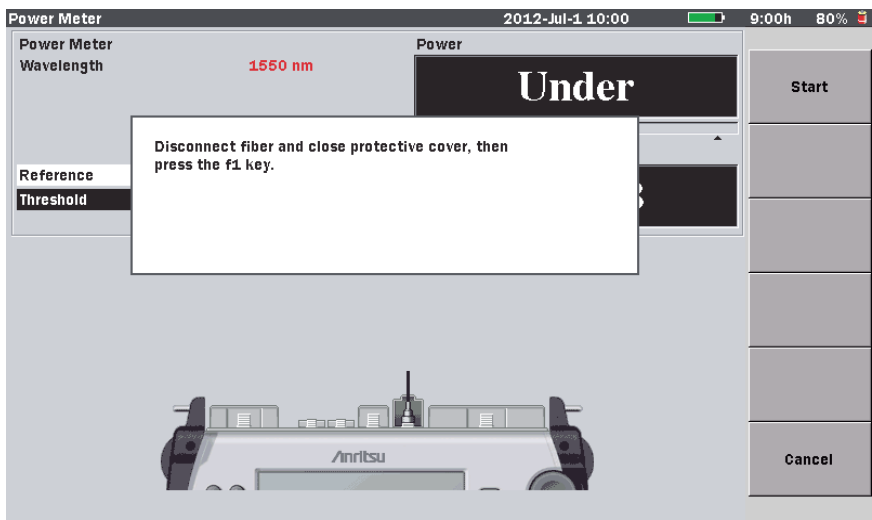 Power Meter 2012-Jul-1 10:00 9:00h 80%
Power Meter
Wavelength 1550 nm
Power
Under
Disconnect fiber and close protective cover, then
press the f1 key.
Reference
Threshold
Anritsu
Start
Cancel